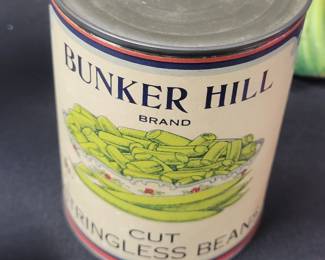 BUNKER HILL
BRAND
CUT
STRINGLESS BEANS